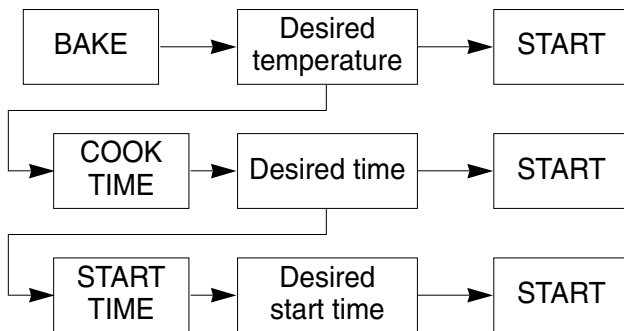 BAKE
Desired
temperature
START
COOK
TIME
Desired time
START
START
TIME
Desired
start time
START